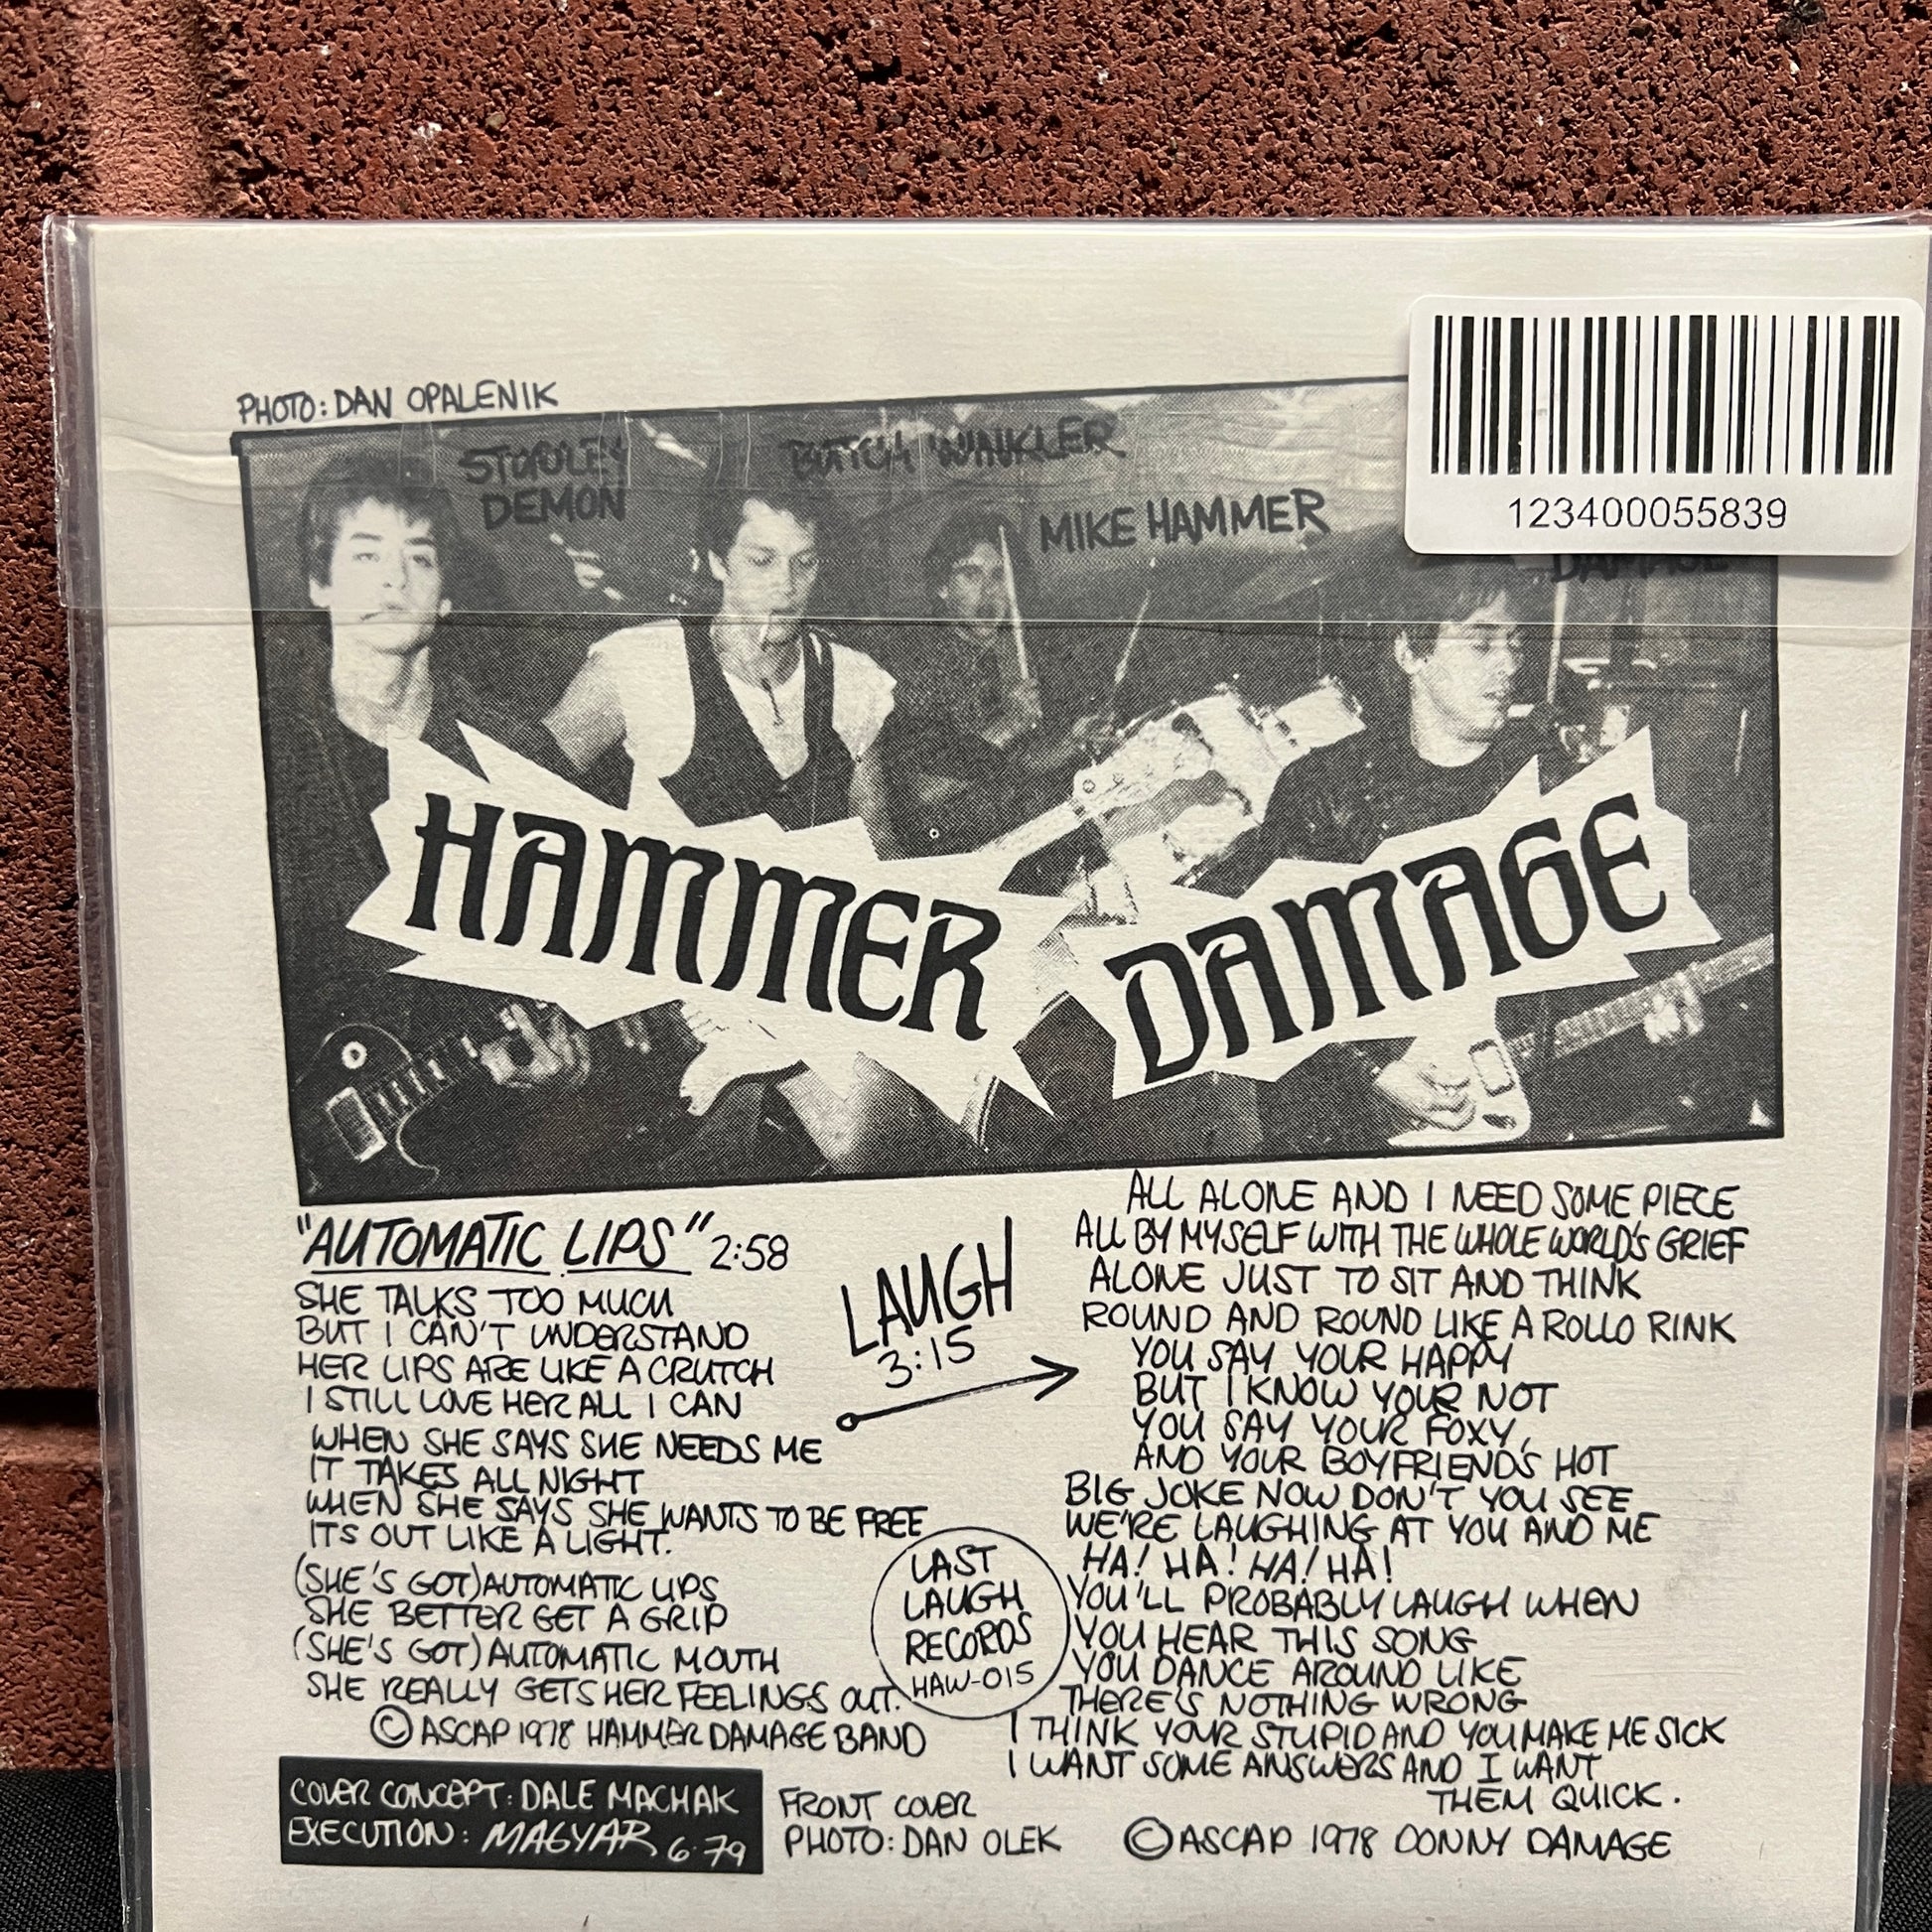 123400055839
PHOTO: DAN OPALENIK
DEMON
BUTCH WINKLER
MIKE HAMMER
DAMAGE
HAMMER
DAMAGE
"AUTOMATIC LIPS" 2:58
SHE TALKS TOO MUCH
BUT I CAN'T UNDERSTAND
HER LIPS ARE LIKE A CRUTCH
I STILL LOVE HER ALL I CAN
WHEN SHE SAYS SHE NEEDS ME
IT TAKES ALL NIGHT
WHEN SHE SAYS SHE WANTS TO BE FREE
ITS OUT LIKE A LIGHT.
(SHE'S GOT) AUTOMATIC LIPS
SHE BETTER GET A GRIP
(SHE'S GOT) AUTOMATIC MOUTH
SHE REALLY GETS HER FEELINGS OUT.
© ASCAP 1978 HAMMER DAMAGE BAND
LAUGH
3:15
ALL ALONE AND I NEED SOME PIECE
ALL BY MYSELF WITH THE WHOLE WORLD'S GRIEF
ALONE JUST TO SIT AND THINK
ROUND AND ROUND LIKE A ROLLO RINK
YOU SAY YOUR HAPPY
BUT I KNOW YOUR NOT
YOU SAY YOUR FOXY,
AND YOUR BOYFRIENDS HOT
BIG JOKE NOW DON'T YOU SEE
WE'RE LAUGHING AT YOU AND ME
HA! HA! HA! HA!
YOU'LL PROBABLY LAUGH WHEN
YOU HEAR THIS SONG
YOU DANCE AROUND LIKE
THERE'S NOTHING WRONG
I THINK YOUR STUPID AND YOU MAKE ME SICK
I WANT SOME ANSWERS AND I WANT
THEM QUICK.
© ASCAP 1978 DONNY DAMAGE
LAST
LAUGH
RECORDS
HAW-015
COVER CONCEPT: DALE MACHAK
EXECUTION: MAGYAR 6·79
FRONT COVER
PHOTO: DAN OLEK